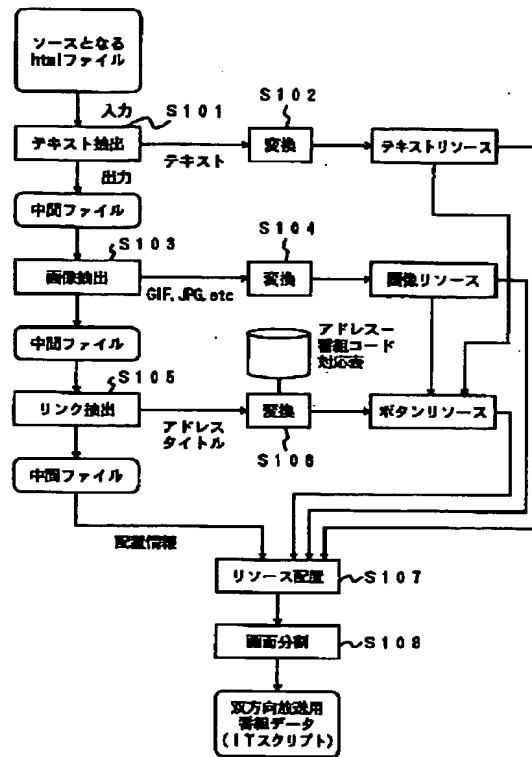 ソースとなる
htmlファイル
入力
S101
テキスト抽出
テキスト
S102
変換
テキストリソース
出力
中間ファイル
S103
画像抽出
GIF,JPG,etc
S104
変換
画像リソース
中間ファイル
アドレスー
番組コード
対応表
S105
リンク抽出
アドレス
タイトル
変換
S106
ボタンリソース
中間ファイル
配置情報
リソース配置
S107
画面分割
S108
双方向放送用
番組データ
(ITスクリプト)